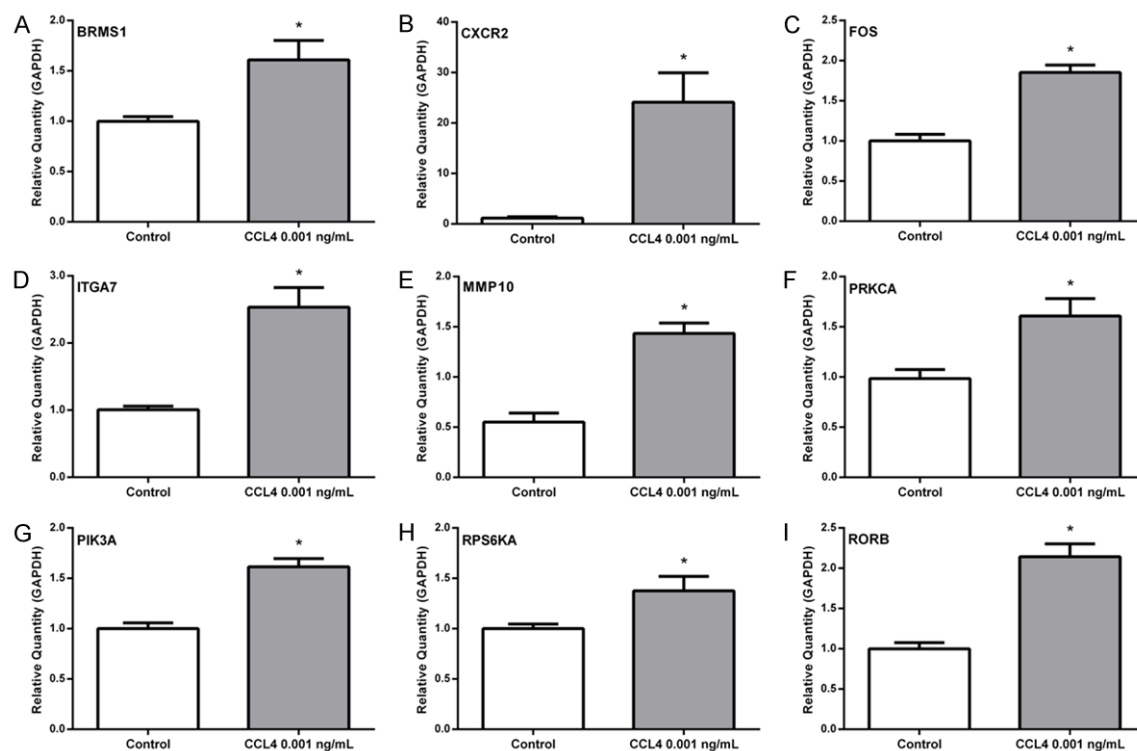 A
BRMS1
Relative Quantity (GAPDH)
2.0
1.5
1.0
0.5
0.0
*
Control
CCL4 0.001 ng/mL
B
CXCR2
Relative Quantity (GAPDH)
40
30
20
10
0
*
Control
CCL4 0.001 ng/mL
C
FOS
Relative Quantity (GAPDH)
2.5
2.0
1.5
1.0
0.5
0.0
*
Control
CCL4 0.001 ng/mL
D
ITGA7
Relative Quantity (GAPDH)
3.0
2.0
1.0
0.0
*
Control
CCL4 0.001 ng/mL
E
MMP10
Relative Quantity (GAPDH)
2.0
1.5
1.0
0.5
0.0
*
Control
CCL4 0.001 ng/mL
F
PRKCA
Relative Quantity (GAPDH)
2.0
1.5
1.0
0.5
0.0
*
Control
CCL4 0.001 ng/mL
G
PIK3A
Relative Quantity (GAPDH)
2.0
1.5
1.0
0.5
0.0
*
Control
CCL4 0.001 ng/mL
H
RPS6KA
Relative Quantity (GAPDH)
2.0
1.5
1.0
0.5
0.0
*
Control
CCL4 0.001 ng/mL
I
RORB
Relative Quantity (GAPDH)
2.5
2.0
1.5
1.0
0.5
0.0
*
Control
CCL4 0.001 ng/mL